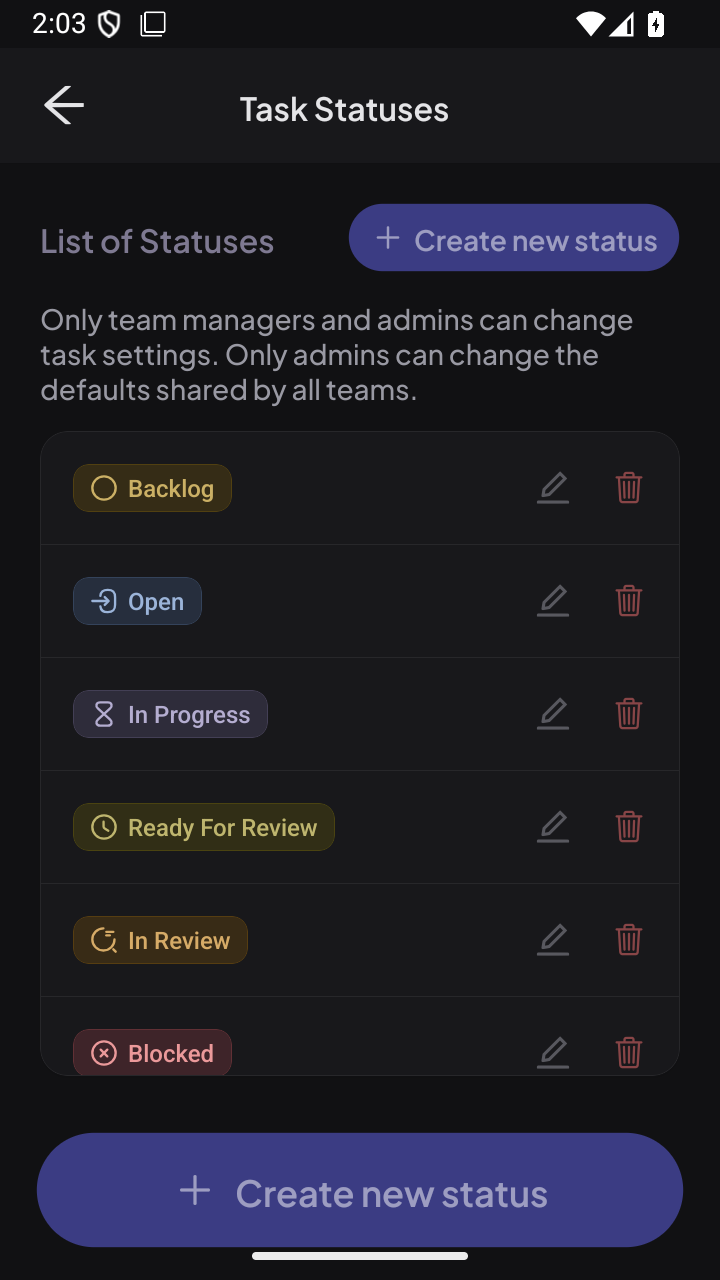 2:03
Task Statuses
List of Statuses
Create new status
Only team managers and admins can change
task settings. Only admins can change the
defaults shared by all teams.
Backlog
Open
In Progress
Ready For Review
In Review
Blocked
Create new status